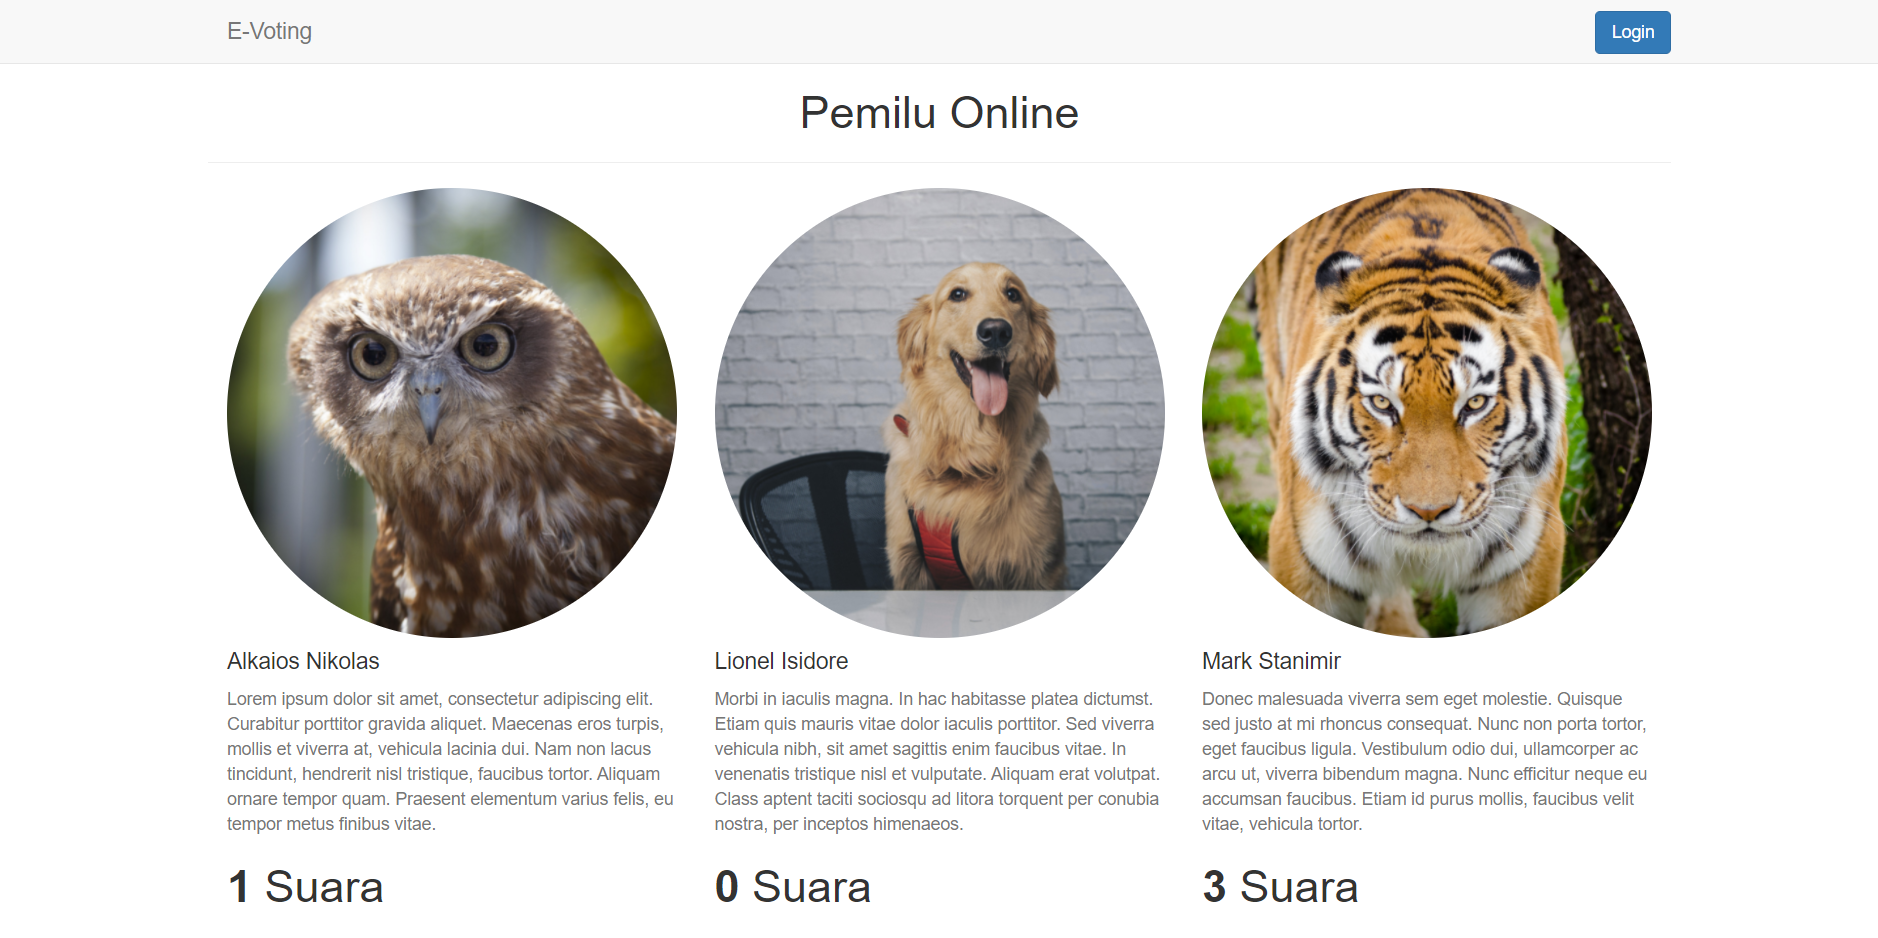 E-Voting
Login
Pemilu Online
Alkaios Nikolas
Lorem ipsum dolor sit amet, consectetur adipiscing elit.
Curabitur porttitor gravida aliquet. Maecenas eros turpis,
mollis et viverra at, vehicula lacinia dui. Nam non lacus
tincidunt, hendrerit nisl tristique, faucibus tortor. Aliquam
ornare tempor quam. Praesent elementum varius felis, eu
tempor metus finibus vitae.
1 Suara
Lionel Isidore
Morbi in iaculis magna. In hac habitasse platea dictumst.
Etiam quis mauris vitae dolor iaculis porttitor. Sed viverra
vehicula nibh, sit amet sagittis enim faucibus vitae. In
venenatis tristique nisl et vulputate. Aliquam erat volutpat.
Class aptent taciti sociosqu ad litora torquent per conubia
nostra, per inceptos himenaeos.
0 Suara
Mark Stanimir
Donec malesuada viverra sem eget molestie. Quisque
sed justo at mi rhoncus consequat. Nunc non porta tortor,
eget faucibus ligula. Vestibulum odio dui, ullamcorper ac
arcu ut, viverra bibendum magna. Nunc efficitur neque eu
accumsan faucibus. Etiam id purus mollis, faucibus velit
vitae, vehicula tortor.
3 Suara